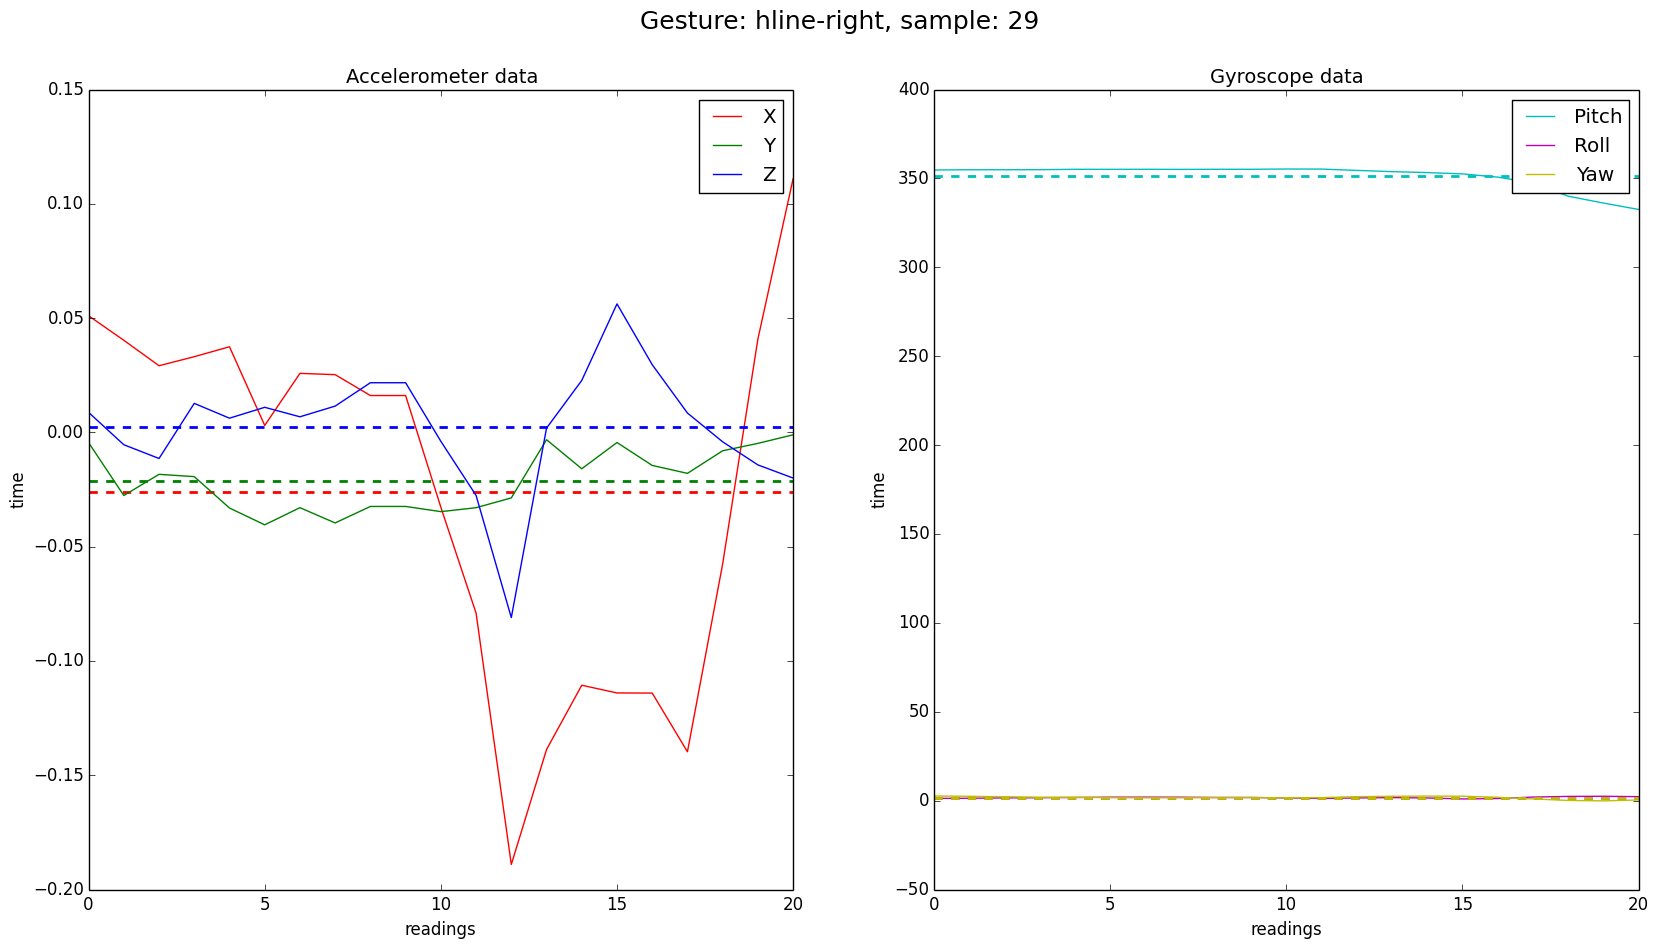 Gesture: hline-right, sample: 29
Accelerometer data
0.15
0.10
0.05
0.00
−0.05
−0.10
−0.15
−0.20
time
0
5
10
15
20
readings
X
Y
Z
Gyroscope data
400
350
300
250
200
150
100
50
0
−50
time
0
5
10
15
20
readings
Pitch
Roll
Yaw